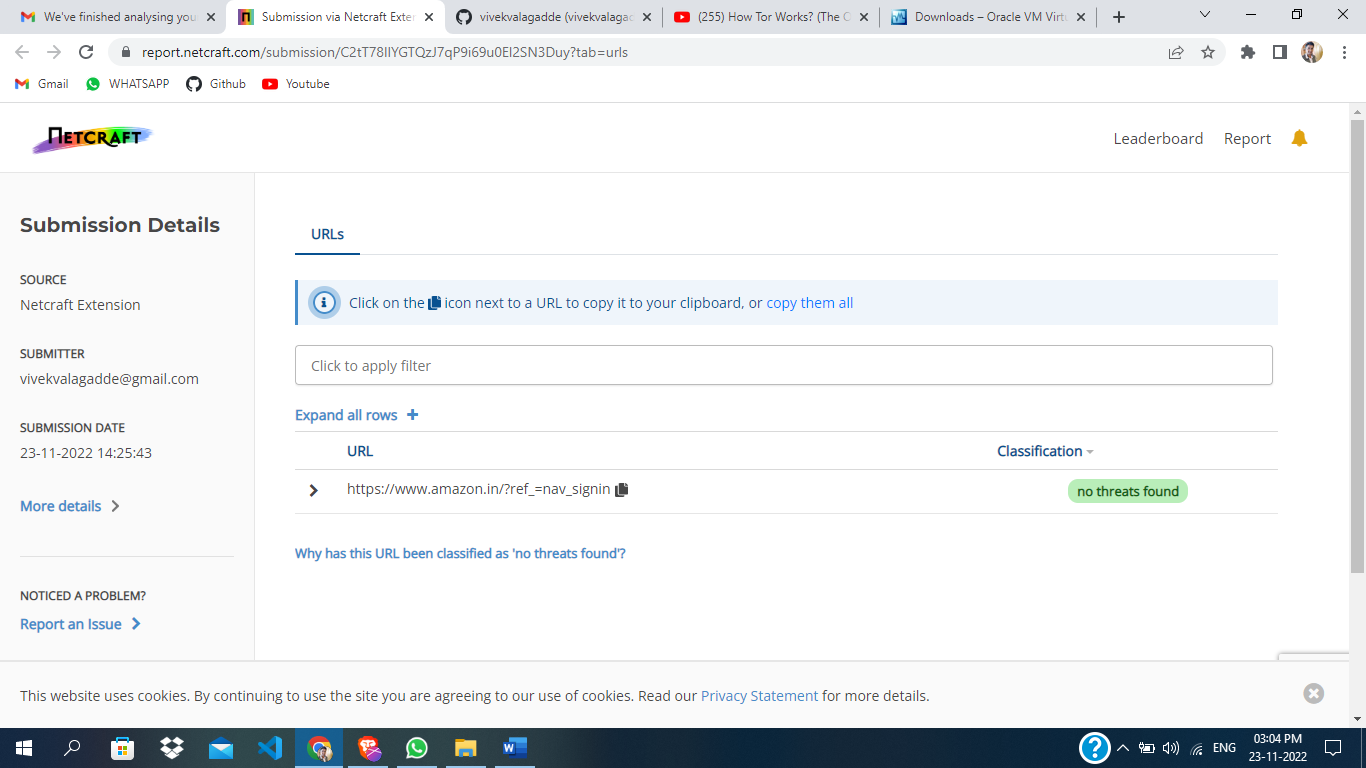 We've finished analysing you
Submission via Netcraft Exter
vivekvalagadde (vivekvalagad
(255) How Tor Works? (The O
Downloads – Oracle VM Virtu
report.netcraft.com/submission/C2tT78IIYGTQzJ7qP9i69u0EI2SN3Duy?tab=urls
Gmail
WHATSAPP
Github
Youtube
NETCRAFT
Leaderboard
Report
Submission Details
SOURCE
Netcraft Extension
SUBMITTER
vivekvalagadde@gmail.com
SUBMISSION DATE
23-11-2022 14:25:43
More details
NOTICED A PROBLEM?
Report an Issue
URLs
Click on the icon next to a URL to copy it to your clipboard, or copy them all
Click to apply filter
Expand all rows +
URL
Classification
https://www.amazon.in/?ref_=nav_signin
no threats found
Why has this URL been classified as 'no threats found'?
This website uses cookies. By continuing to use the site you are agreeing to our use of cookies. Read our Privacy Statement for more details.
ENG
03:04 PM
23-11-2022